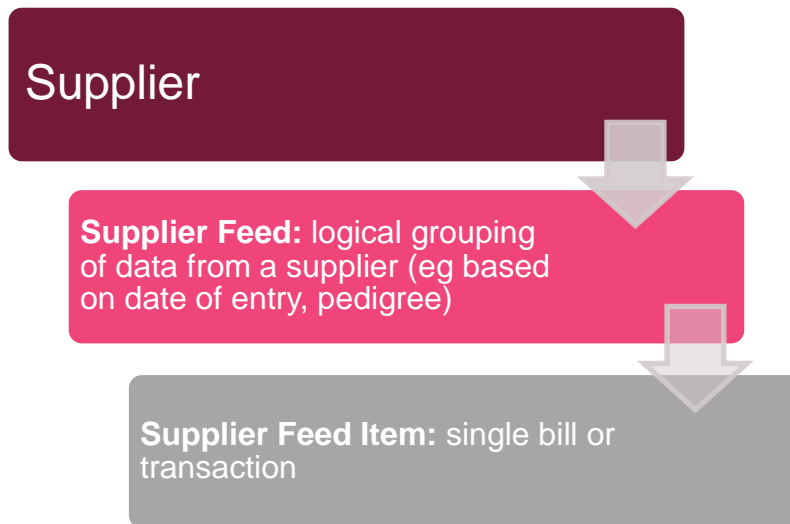 Supplier
Supplier Feed: logical grouping
of data from a supplier (eg based
on date of entry, pedigree)
Supplier Feed Item: single bill or
transaction